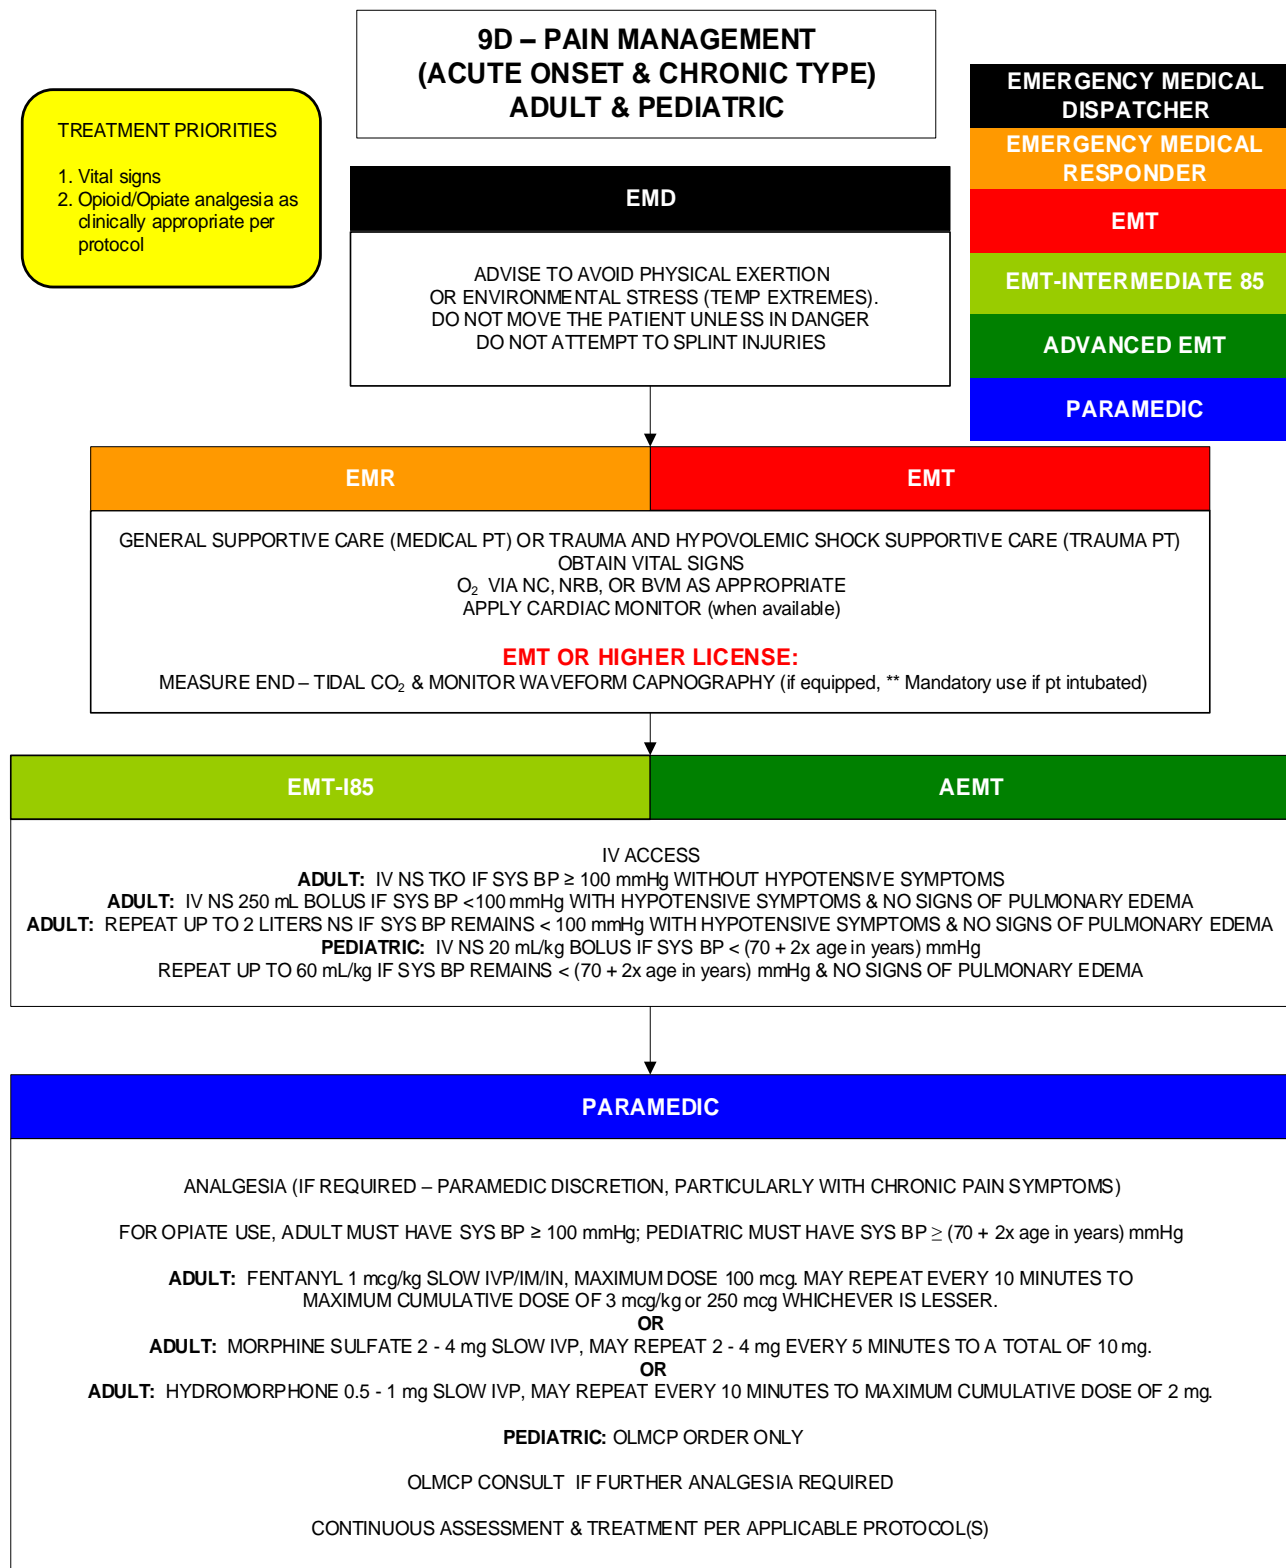 9D – PAIN MANAGEMENT
(ACUTE ONSET & CHRONIC TYPE)
ADULT & PEDIATRIC
TREATMENT PRIORITIES
1. Vital signs
2. Opioid/Opiate analgesia as
clinically appropriate per
protocol
EMERGENCY MEDICAL
DISPATCHER
EMERGENCY MEDICAL
RESPONDER
EMT
EMT-INTERMEDIATE 85
ADVANCED EMT
PARAMEDIC
EMD
ADVISE TO AVOID PHYSICAL EXERTION
OR ENVIRONMENTAL STRESS (TEMP EXTREMES).
DO NOT MOVE THE PATIENT UNLESS IN DANGER
DO NOT ATTEMPT TO SPLINT INJURIES
EMR
EMT
GENERAL SUPPORTIVE CARE (MEDICAL PT) OR TRAUMA AND HYPOVOLEMIC SHOCK SUPPORTIVE CARE (TRAUMA PT)
OBTAIN VITAL SIGNS
O₂ VIA NC, NRB, OR BVM AS APPROPRIATE
APPLY CARDIAC MONITOR (when available)
EMT OR HIGHER LICENSE:
MEASURE END – TIDAL CO₂ & MONITOR WAVEFORM CAPNOGRAPHY (if equipped, ** Mandatory use if pt intubated)
EMT-I85
AEMT
IV ACCESS
ADULT: IV NS TKO IF SYS BP ≥ 100 mmHg WITHOUT HYPOTENSIVE SYMPTOMS
ADULT: IV NS 250 mL BOLUS IF SYS BP <100 mmHg WITH HYPOTENSIVE SYMPTOMS & NO SIGNS OF PULMONARY EDEMA
ADULT: REPEAT UP TO 2 LITERS NS IF SYS BP REMAINS < 100 mmHg WITH HYPOTENSIVE SYMPTOMS & NO SIGNS OF PULMONARY EDEMA
PEDIATRIC: IV NS 20 mL/kg BOLUS IF SYS BP < (70 + 2x age in years) mmHg
REPEAT UP TO 60 mL/kg IF SYS BP REMAINS < (70 + 2x age in years) mmHg & NO SIGNS OF PULMONARY EDEMA
PARAMEDIC
ANALGESIA (IF REQUIRED – PARAMEDIC DISCRETION, PARTICULARLY WITH CHRONIC PAIN SYMPTOMS)
FOR OPIATE USE, ADULT MUST HAVE SYS BP ≥ 100 mmHg; PEDIATRIC MUST HAVE SYS BP ≥ (70 + 2x age in years) mmHg
ADULT: FENTANYL 1 mcg/kg SLOW IVP/IM/IN, MAXIMUM DOSE 100 mcg. MAY REPEAT EVERY 10 MINUTES TO
MAXIMUM CUMULATIVE DOSE OF 3 mcg/kg or 250 mcg WHICHEVER IS LESSER.
OR
ADULT: MORPHINE SULFATE 2 - 4 mg SLOW IVP, MAY REPEAT 2 - 4 mg EVERY 5 MINUTES TO A TOTAL OF 10 mg.
OR
ADULT: HYDROMORPHONE 0.5 - 1 mg SLOW IVP, MAY REPEAT EVERY 10 MINUTES TO MAXIMUM CUMULATIVE DOSE OF 2 mg.
PEDIATRIC: OLMCP ORDER ONLY
OLMCP CONSULT IF FURTHER ANALGESIA REQUIRED
CONTINUOUS ASSESSMENT & TREATMENT PER APPLICABLE PROTOCOL(S)